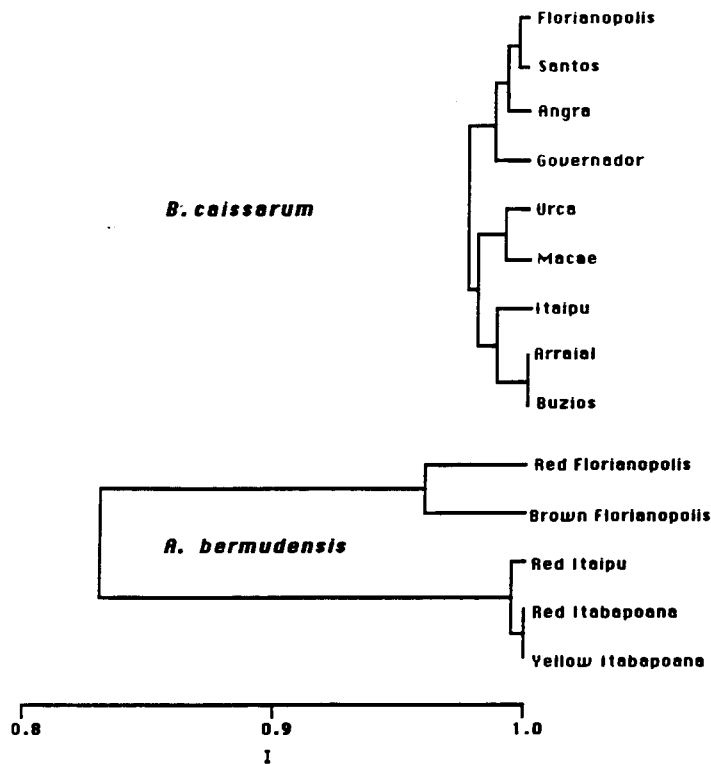 Florianopolis
Santos
Angra
Governador
B. caissarum
Urca
Macae
Itaipu
Arraial
Buzios
Red Florianopolis
Brown Florianopolis
A. bermudensis
Red Itaipu
Red Itabapoana
Yellow Itabapoana
0.8 0.9 1.0
I